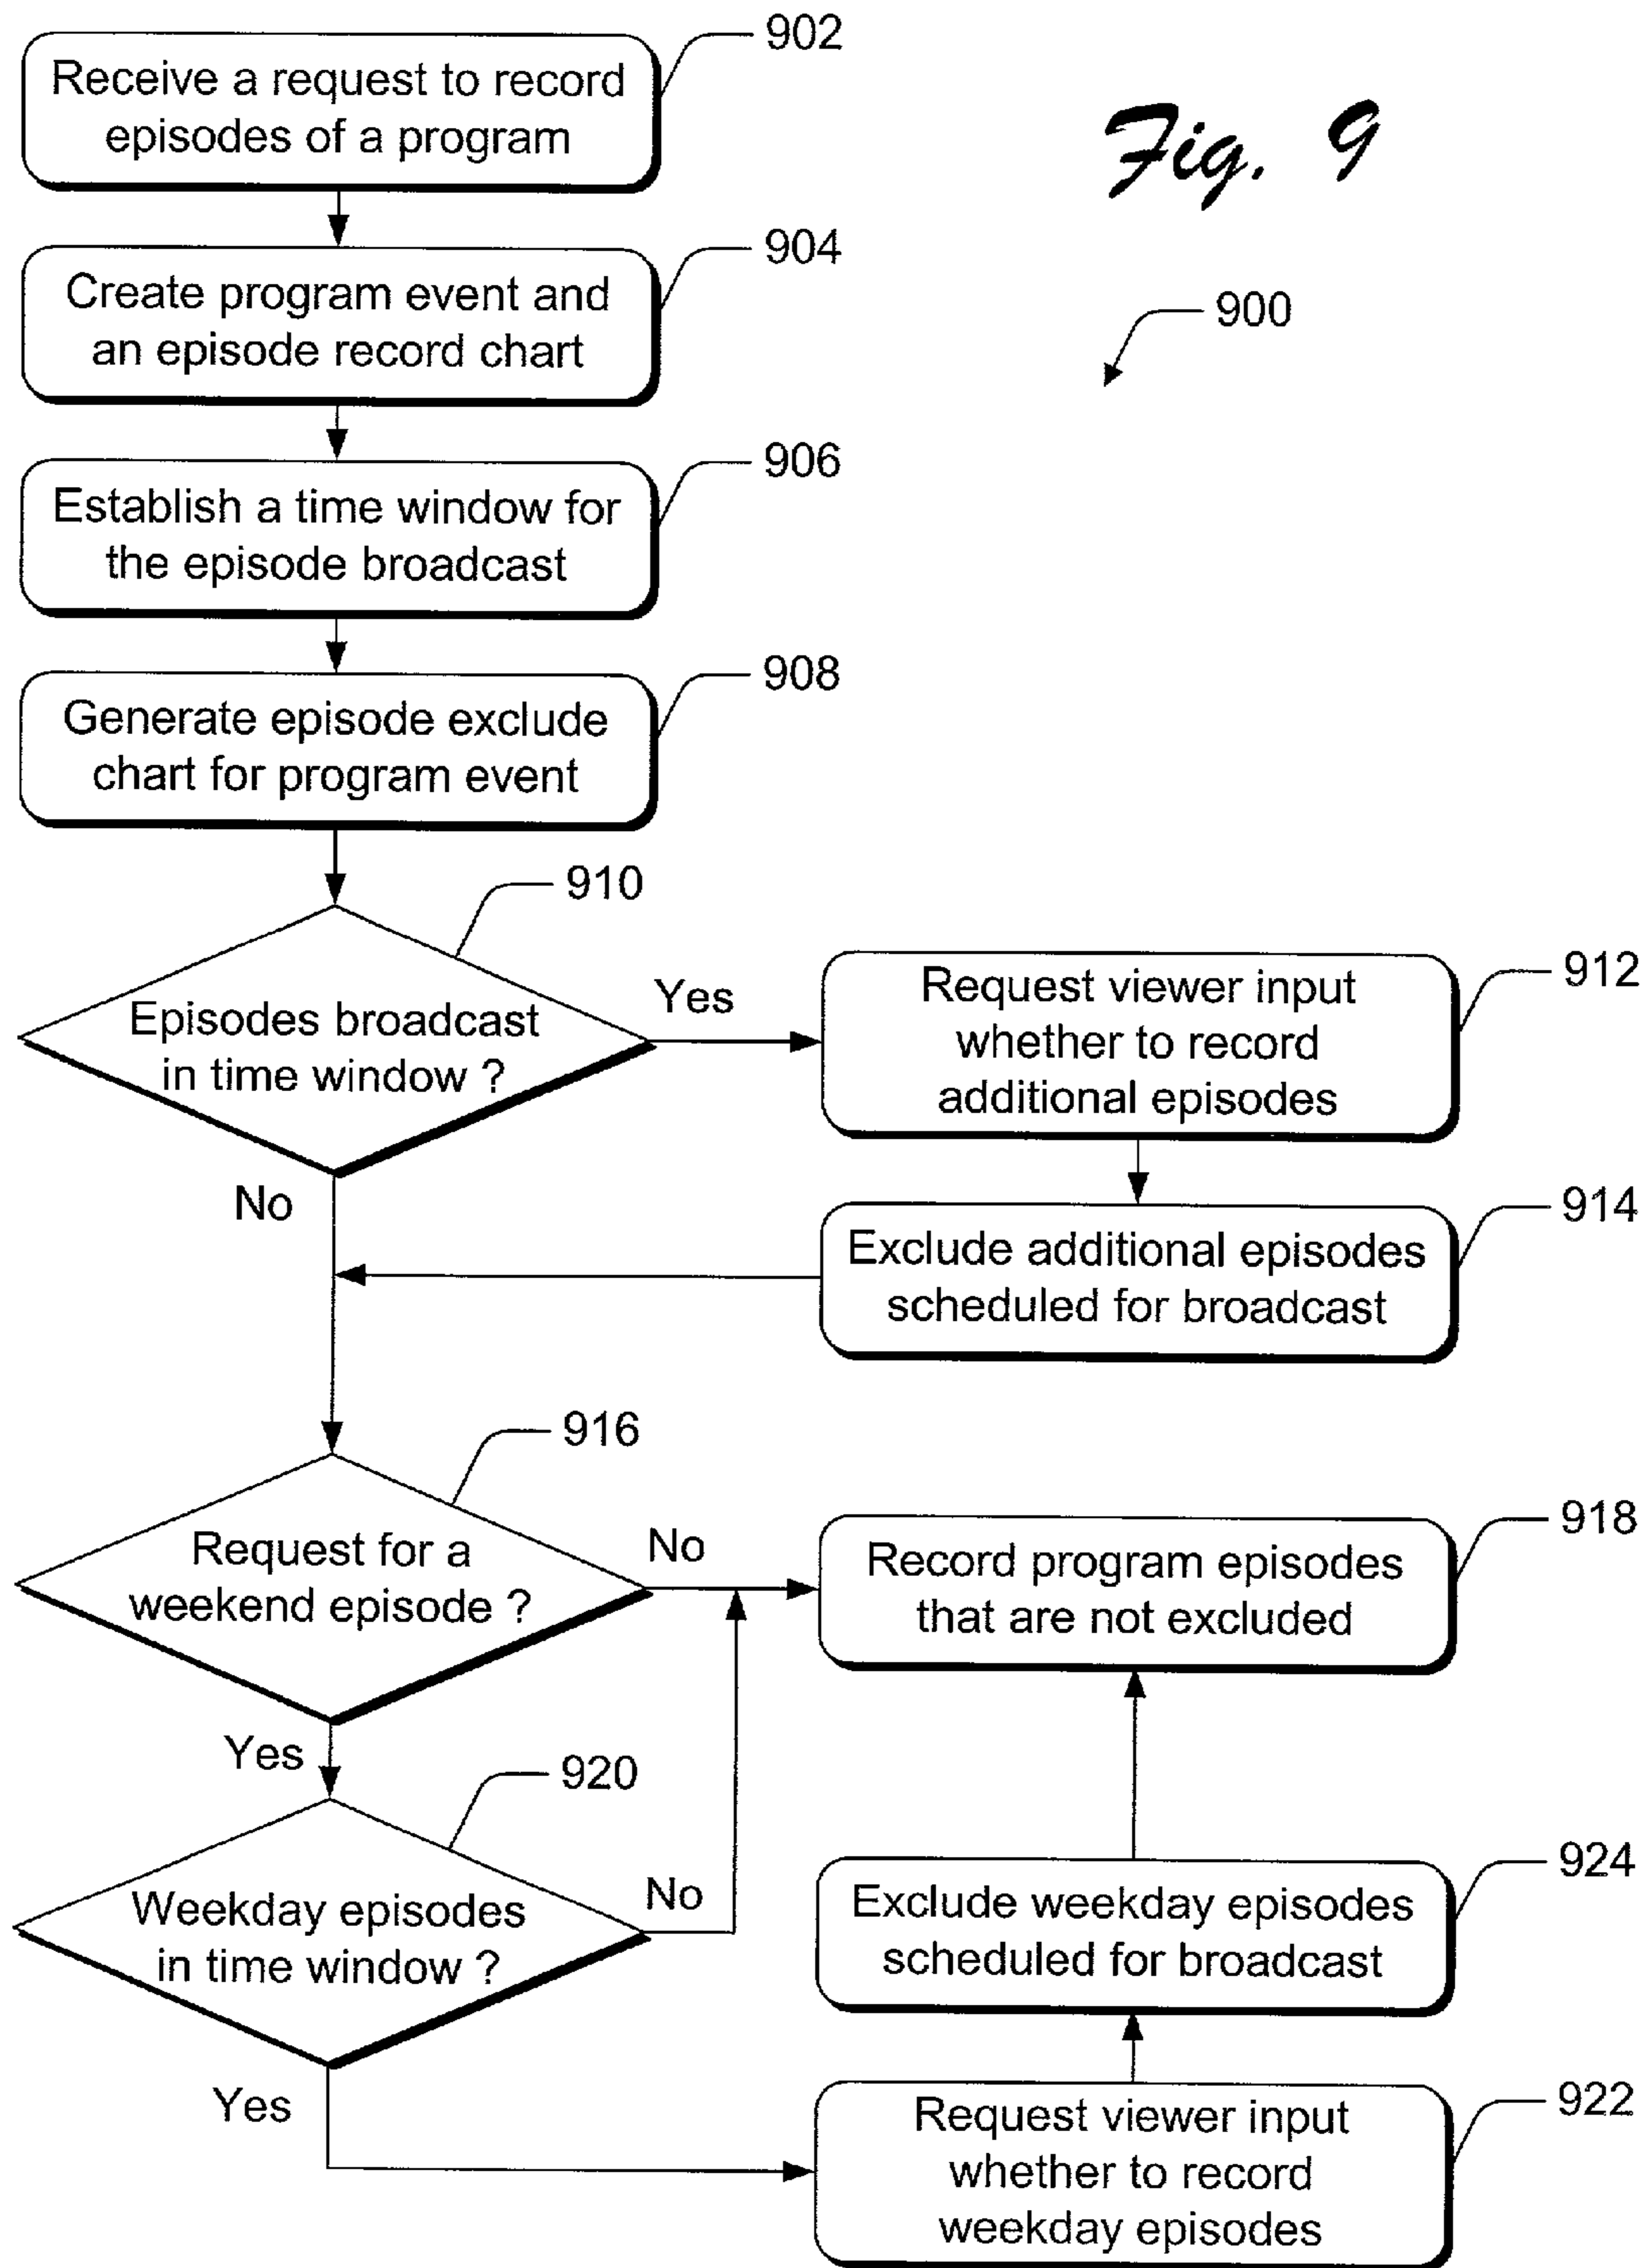 902
Receive a request to record
episodes of a program
Fig. 9
904
Create program event and
an episode record chart
900
906
Establish a time window for
the episode broadcast
908
Generate episode exclude
chart for program event
910
Episodes broadcast
in time window ?
Yes
No
912
Request viewer input
whether to record
additional episodes
914
Exclude additional episodes
scheduled for broadcast
916
Request for a
weekend episode ?
No
Yes
918
Record program episodes
that are not excluded
920
Weekday episodes
in time window ?
No
Yes
924
Exclude weekday episodes
scheduled for broadcast
922
Request viewer input
whether to record
weekday episodes